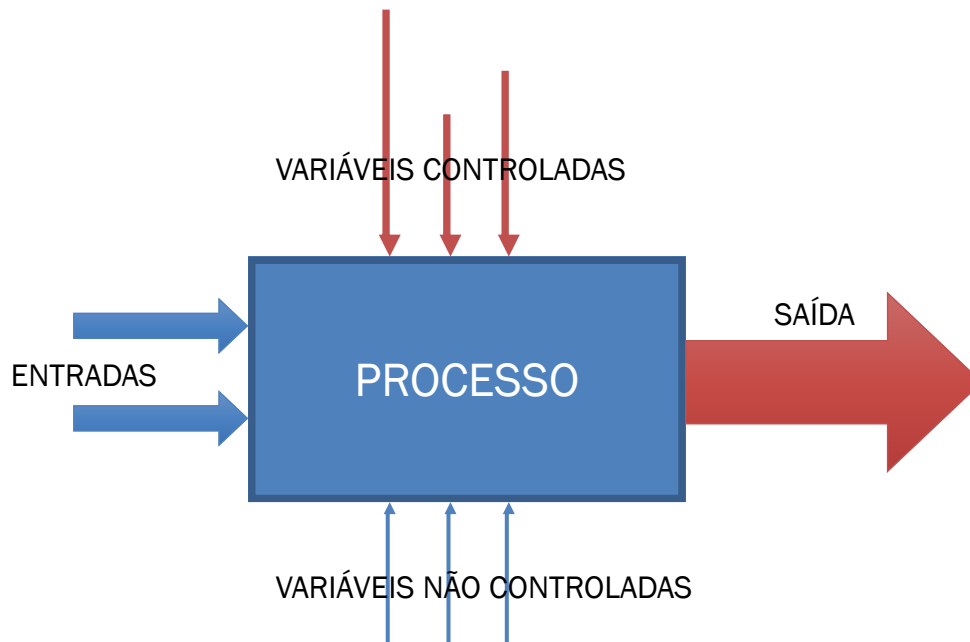 VARIÁVEIS CONTROLADAS
SAÍDA
ENTRADAS
PROCESSO
VARIÁVEIS NÃO CONTROLADAS